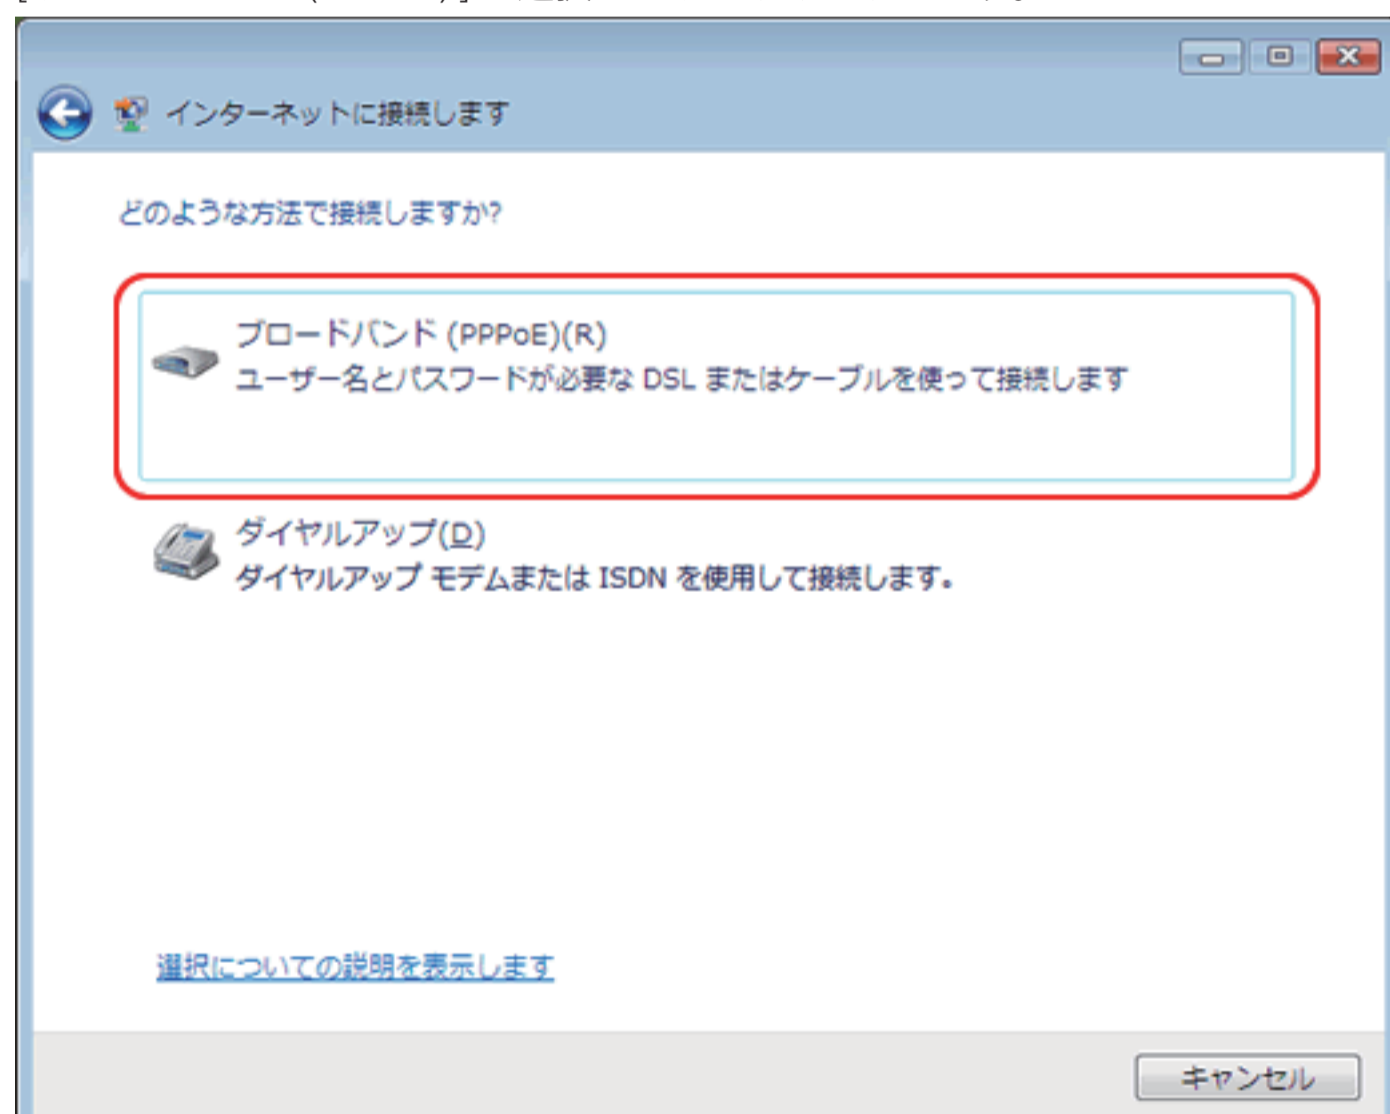 インターネットに接続します
どのような方法で接続しますか?
ブロードバンド (PPPoE)(R)
ユーザー名とパスワードが必要な DSL またはケーブルを使って接続します
ダイヤルアップ(D)
ダイヤルアップ モデムまたは ISDN を使用して接続します。
選択についての説明を表示します
キャンセル